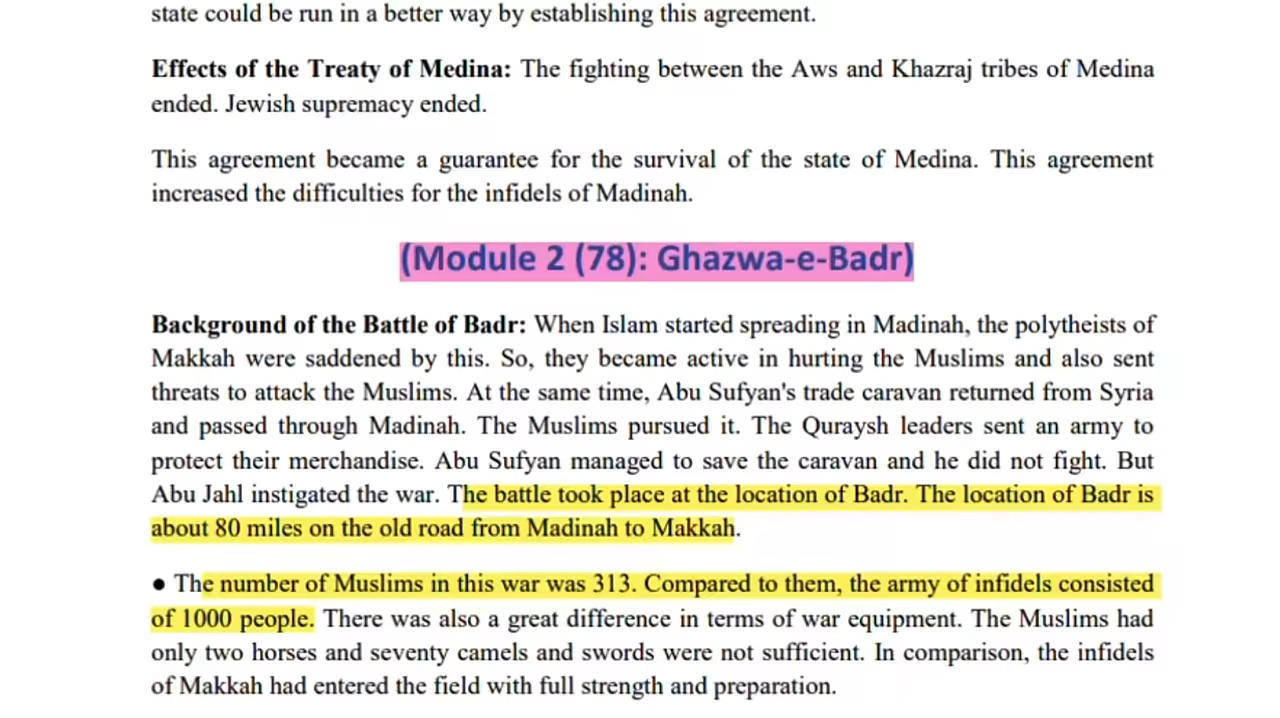 state could be run in a better way by establishing this agreement.
Effects of the Treaty of Medina: The fighting between the Aws and Khazraj tribes of Medina
ended. Jewish supremacy ended.
This agreement became a guarantee for the survival of the state of Medina. This agreement
increased the difficulties for the infidels of Madinah.
(Module 2 (78): Ghazwa-e-Badr)
Background of the Battle of Badr: When Islam started spreading in Madinah, the polytheists of
Makkah were saddened by this. So, they became active in hurting the Muslims and also sent
threats to attack the Muslims. At the same time, Abu Sufyan's trade caravan returned from Syria
and passed through Madinah. The Muslims pursued it. The Quraysh leaders sent an army to
protect their merchandise. Abu Sufyan managed to save the caravan and he did not fight. But
Abu Jahl instigated the war. The battle took place at the location of Badr. The location of Badr is
about 80 miles on the old road from Madinah to Makkah.
● The number of Muslims in this war was 313. Compared to them, the army of infidels consisted
of 1000 people. There was also a great difference in terms of war equipment. The Muslims had
only two horses and seventy camels and swords were not sufficient. In comparison, the infidels
of Makkah had entered the field with full strength and preparation.